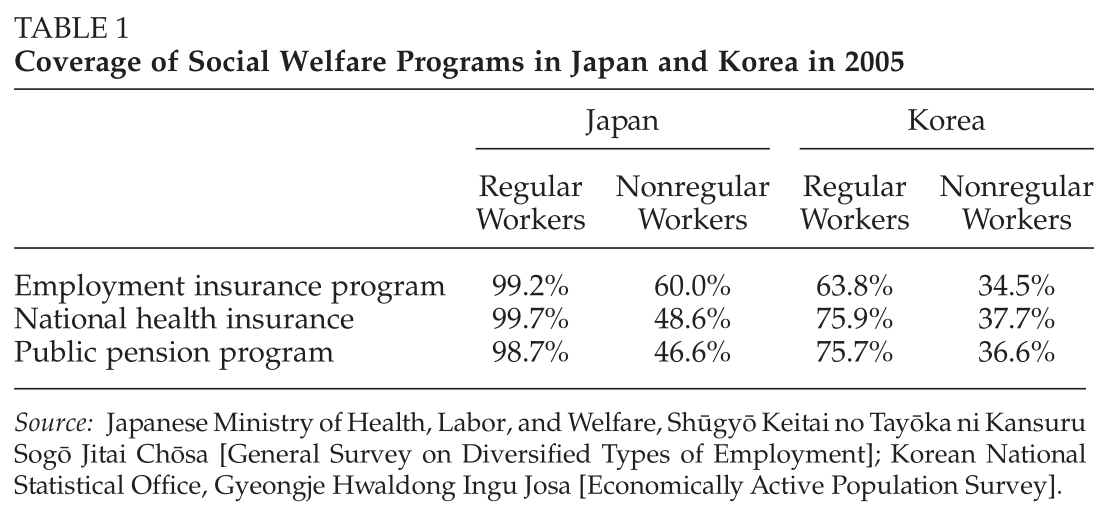 TABLE 1
Coverage of Social Welfare Programs in Japan and Korea in 2005
Japan Korea
Regular Nonregular Regular Nonregular
Workers Workers Workers Workers
Employment insurance program 99.2% 60.0% 63.8% 34.5%
National health insurance 99.7% 48.6% 75.9% 37.7%
Public pension program 98.7% 46.6% 75.7% 36.6%
Source: Japanese Ministry of Health, Labor, and Welfare, Shūgyō Keitai no Tayōka ni Kansuru
Sogō Jitai Chōsa [General Survey on Diversified Types of Employment]; Korean National
Statistical Office, Gyeongje Hwaldong Ingu Josa [Economically Active Population Survey].